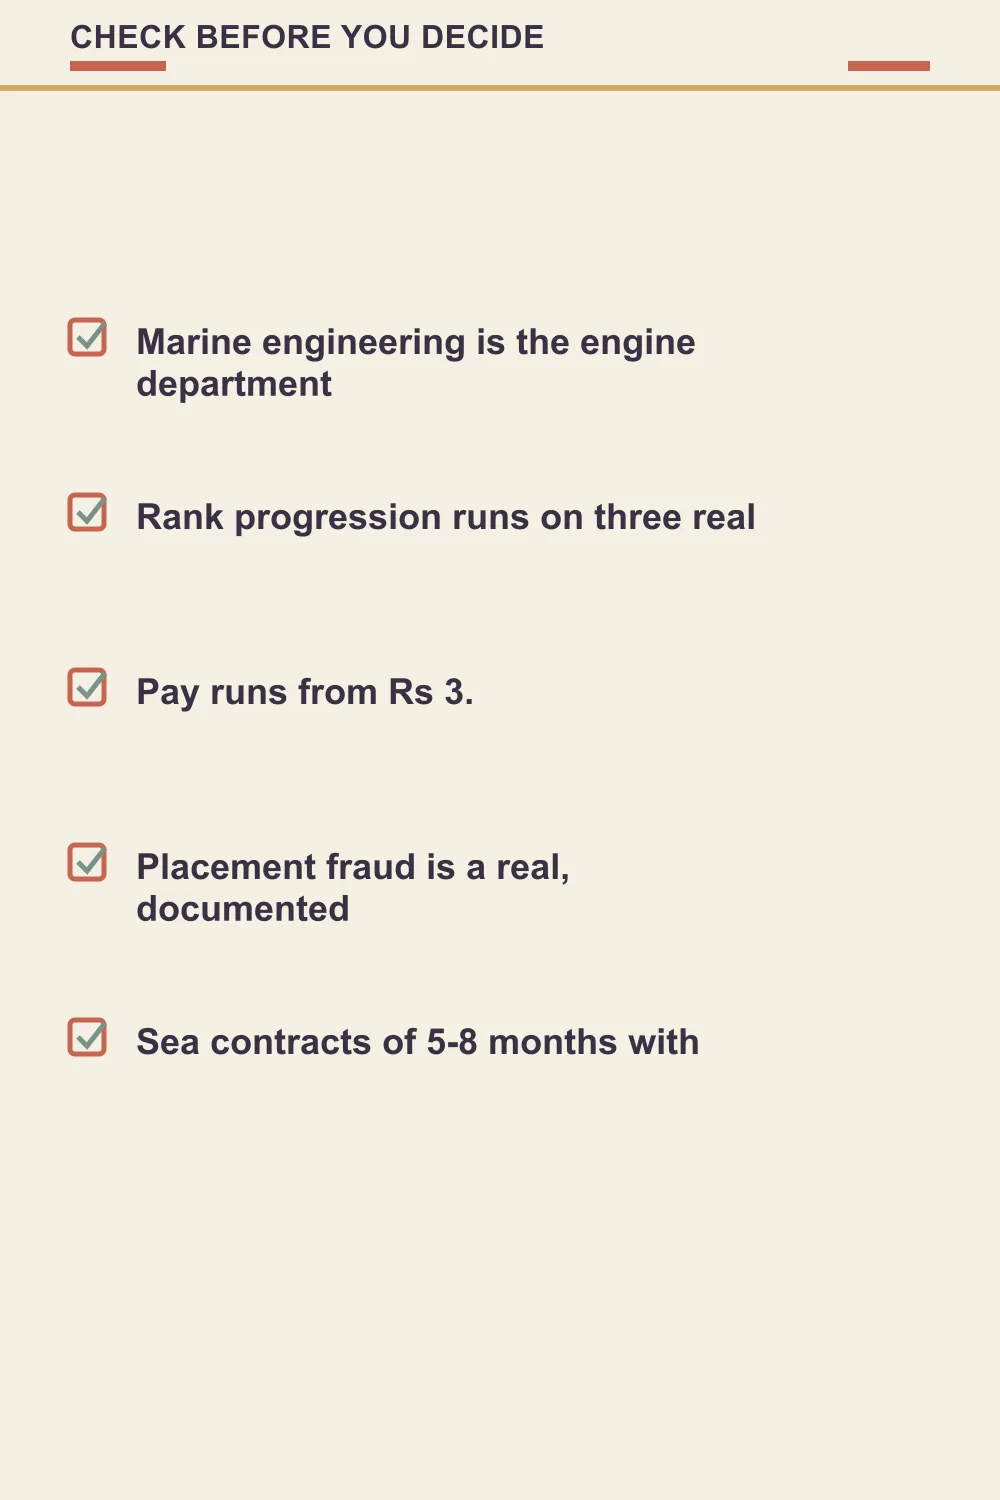 CHECK BEFORE YOU DECIDE
Marine engineering is the engine
department
Rank progression runs on three real
Pay runs from Rs 3.
Placement fraud is a real,
documented
Sea contracts of 5-8 months with